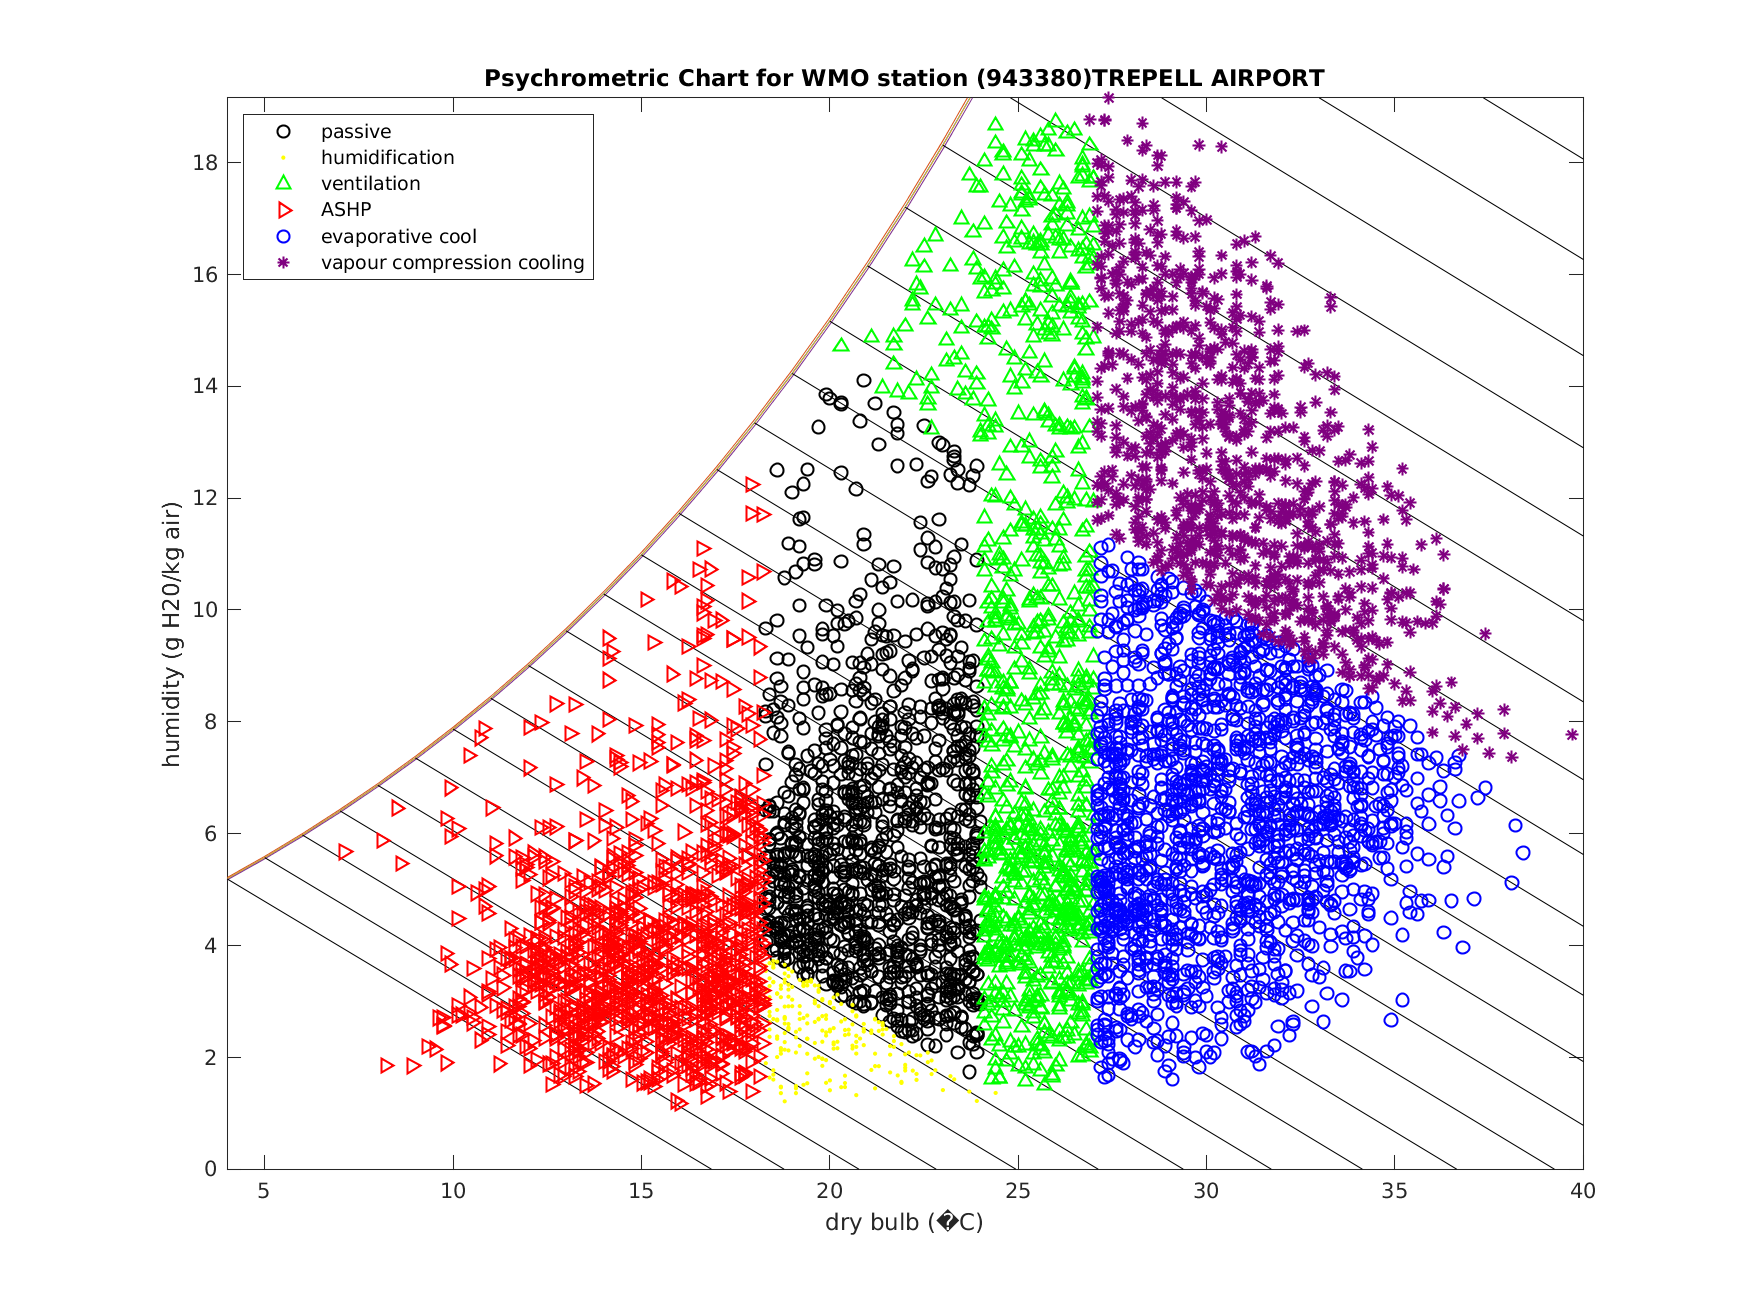 Psychrometric Chart for WMO station (943380)TREPELL AIRPORT
passive
humidification
ventilation
ASHP
evaporative cool
vapour compression cooling
humidity (g H20/kg air)
18
16
14
12
10
8
6
4
2
0
5 10 15 20 25 30 35 40
dry bulb (�C)